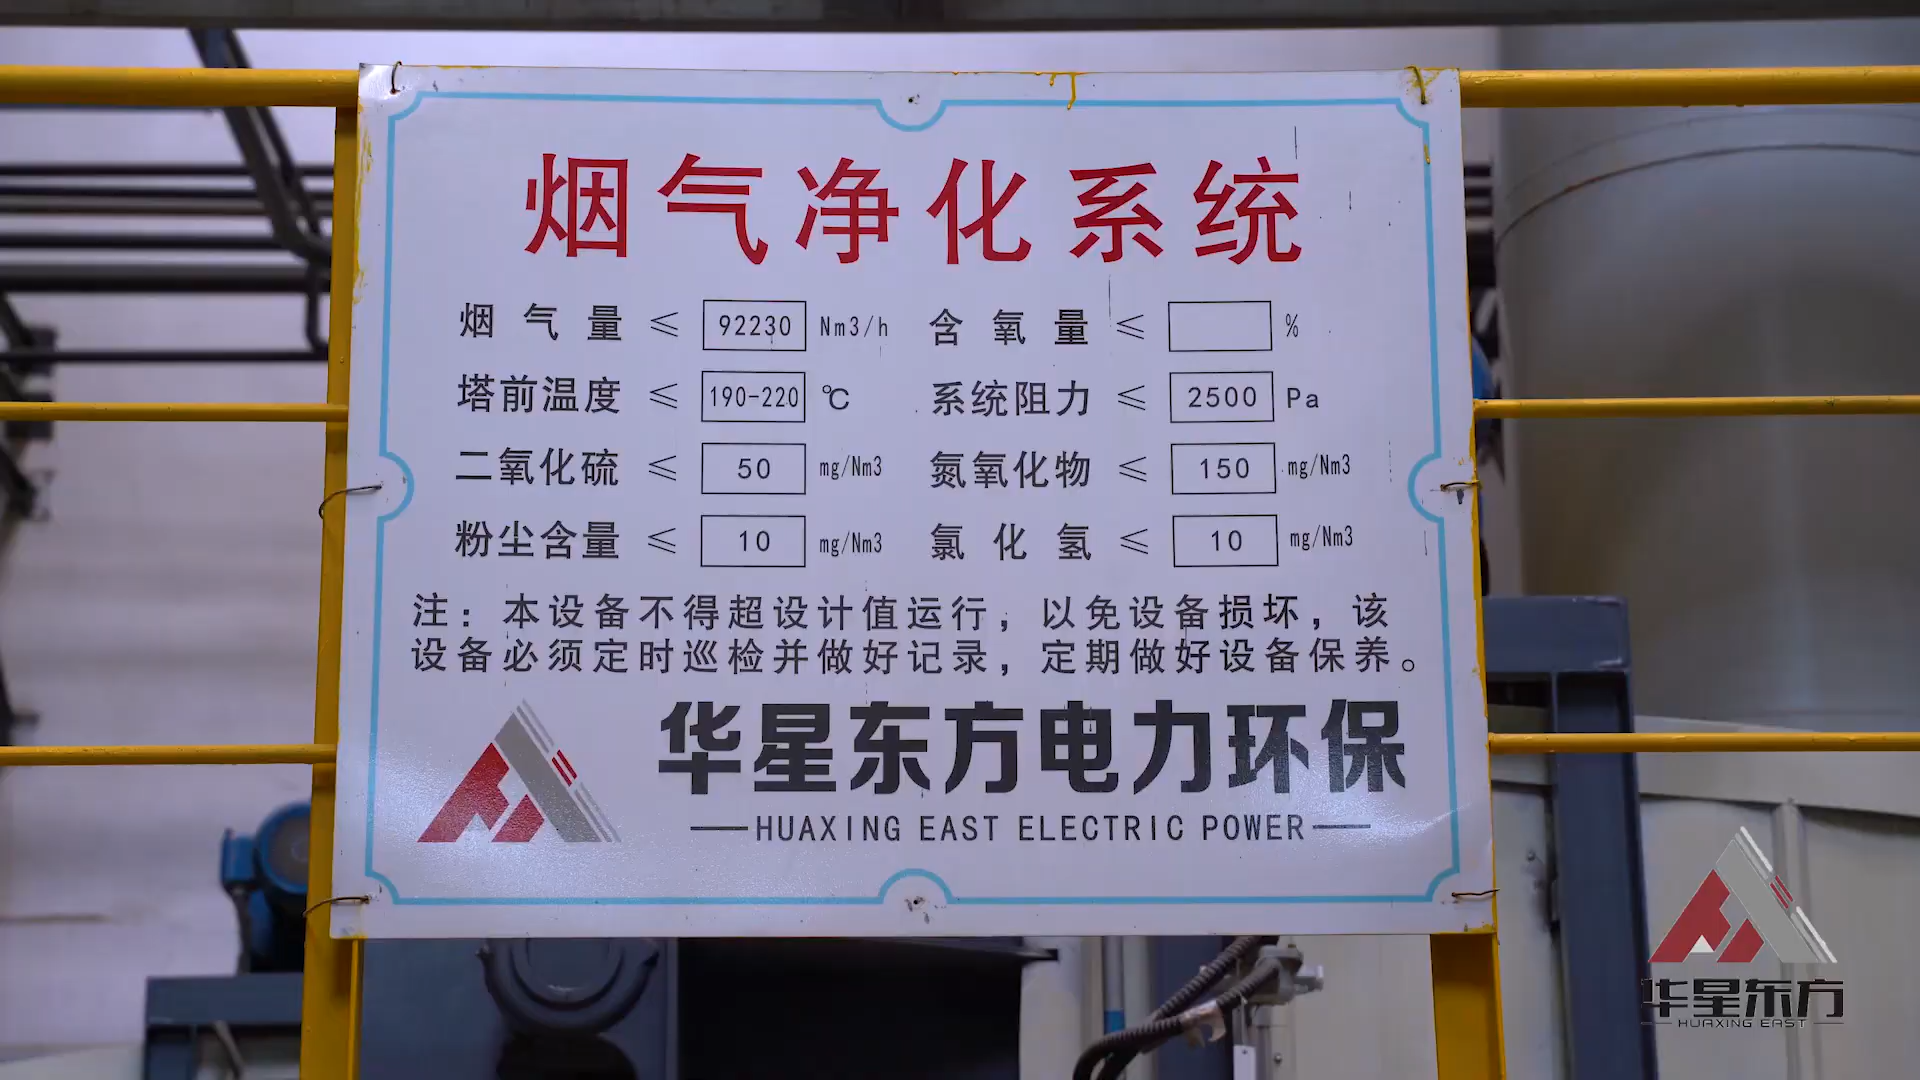 烟气净化系统
烟气量 ≤ 92230 Nm3/h 含氧量 ≤ %
塔前温度 ≤ 190-220 ℃ 系统阻力 ≤ 2500 Pa
二氧化硫 ≤ 50 mg/Nm3 氮氧化物 ≤ 150 mg/Nm3
粉尘含量 ≤ 10 mg/Nm3 氯化氢 ≤ 10 mg/Nm3
注：本设备不得超设计值运行，以免设备损坏，该
设备必须定时巡检并做好记录，定期做好设备保养。
华星东方电力环保
HUAXING EAST ELECTRIC POWER
华星东方
HUAXING EAST